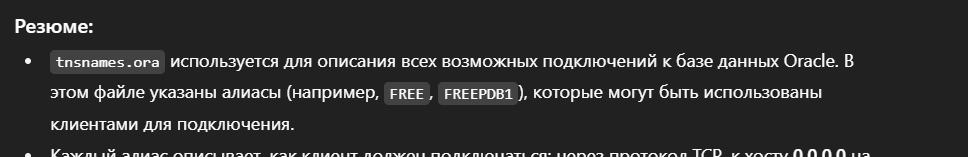 Резюме:
• tnsnames.ora используется для описания всех возможных подключений к базе данных Oracle. В
этом файле указаны алиасы (например, FREE, FREEPDB1), которые могут быть использованы
клиентами для подключения.
• Каждый алиас описывает, как клиент должен подключаться: через протокол TCP, к хосту 0.0.0.0 на